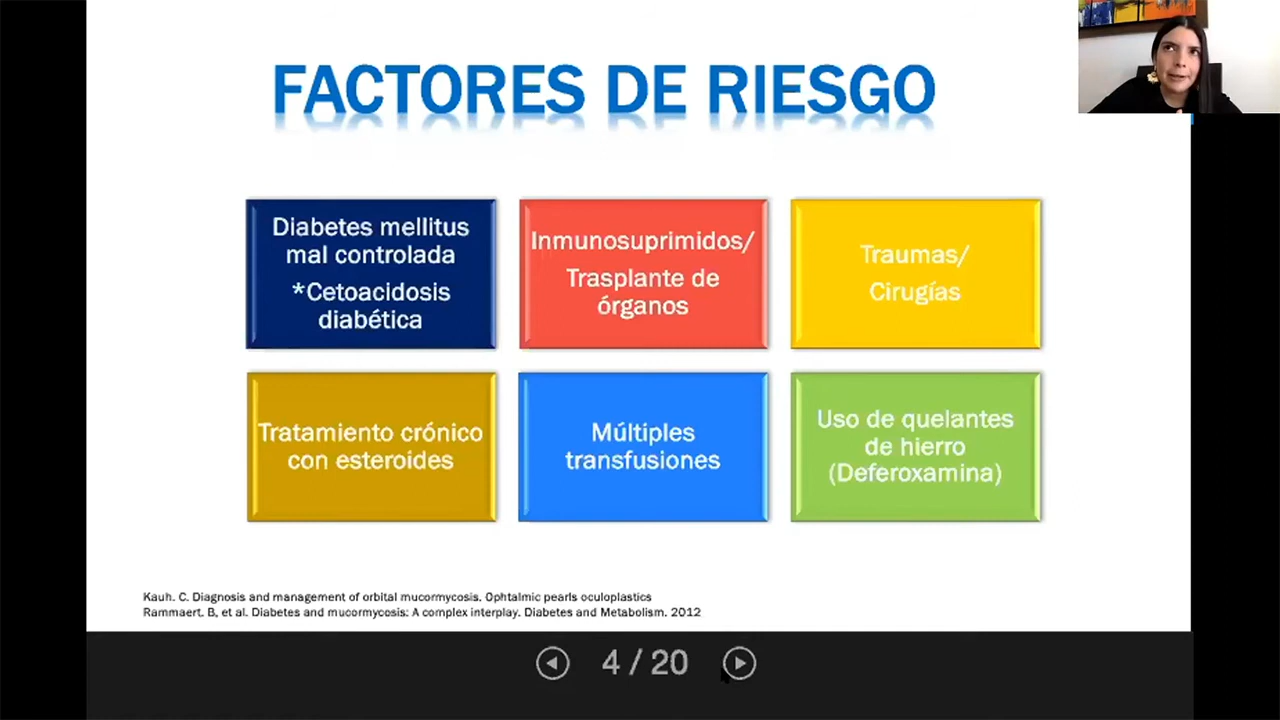 FACTORES DE RIESGO
Diabetes mellitus
mal controlada
*Cetoacidosis
diabética
Inmunosuprimidos/
Trasplante de
órganos
Traumas/
Cirugías
Tratamiento crónico
con esteroides
Múltiples
transfusiones
Uso de quelantes
de hierro
(Deferoxamina)
Kauh. C. Diagnosis and management of orbital mucormycosis. Ophtalmic pearls oculoplastics
Rammaert. B, et al. Diabetes and mucormycosis: A complex interplay. Diabetes and Metabolism. 2012
4 / 20